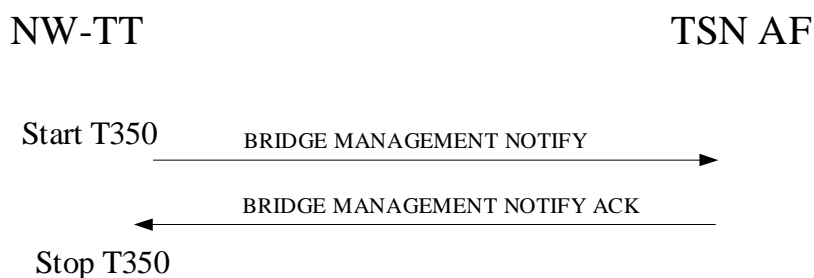 NW-TT
TSN AF
Start T350
BRIDGE MANAGEMENT NOTIFY
BRIDGE MANAGEMENT NOTIFY ACK
Stop T350